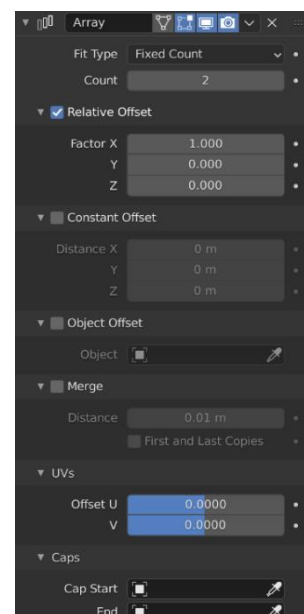 Array
Fit Type Fixed Count
Count 2
Relative Offset
Factor X 1.000
Y 0.000
Z 0.000
Constant Offset
Distance X 0 m
Y 0 m
Z 0 m
Object Offset
Object
Merge
Distance 0.01 m
First and Last Copies
UVs
Offset U 0.0000
V 0.0000
Caps
Cap Start
End